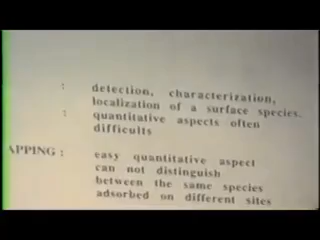 : detection, characterization,
localization of a surface species.
: quantitative aspects often
difficults
APPING : easy quantitative aspect
can not distinguish
between the same species
adsorbed on different sites